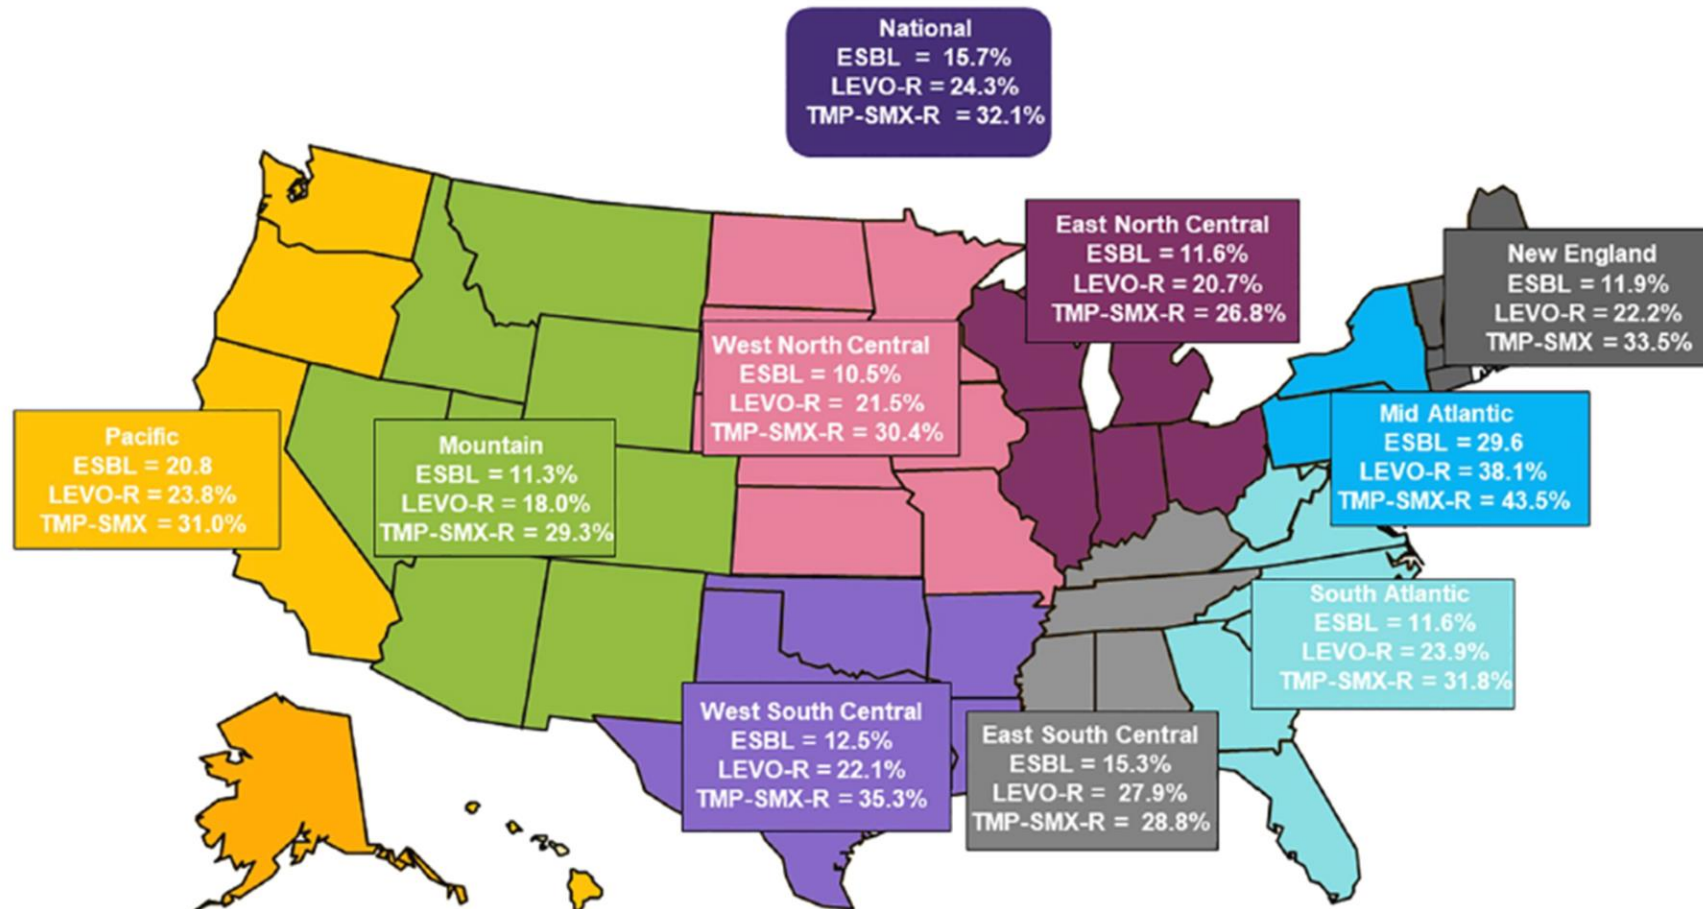 National
ESBL = 15.7%
LEVO-R = 24.3%
TMP-SMX-R = 32.1%
East North Central
ESBL = 11.6%
LEVO-R = 20.7%
TMP-SMX-R = 26.8%
New England
ESBL = 11.9%
LEVO-R = 22.2%
TMP-SMX = 33.5%
West North Central
ESBL = 10.5%
LEVO-R = 21.5%
TMP-SMX-R = 30.4%
Mid Atlantic
ESBL = 29.6
LEVO-R = 38.1%
TMP-SMX-R = 43.5%
Pacific
ESBL = 20.8
LEVO-R = 23.8%
TMP-SMX = 31.0%
Mountain
ESBL = 11.3%
LEVO-R = 18.0%
TMP-SMX-R = 29.3%
South Atlantic
ESBL = 11.6%
LEVO-R = 23.9%
TMP-SMX-R = 31.8%
West South Central
ESBL = 12.5%
LEVO-R = 22.1%
TMP-SMX-R = 35.3%
East South Central
ESBL = 15.3%
LEVO-R = 27.9%
TMP-SMX-R = 28.8%